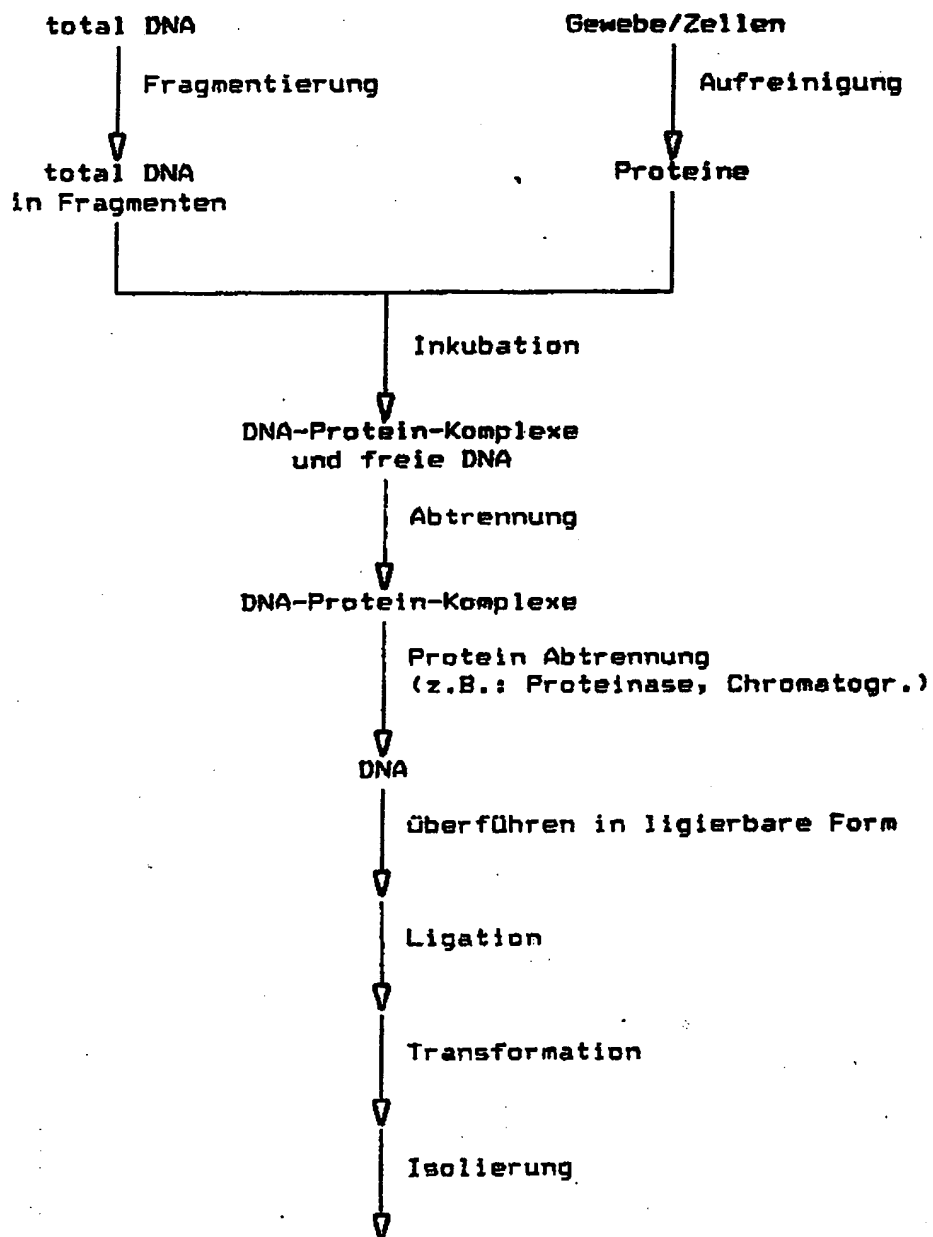 total DNA
Gewebe/Zellen
Fragmentierung
Aufreinigung
total DNA
in Fragmenten
Proteine
Inkubation
DNA-Protein-Komplexe
und freie DNA
Abtrennung
DNA-Protein-Komplexe
Protein Abtrennung
(z.B.: Proteinase, Chromatogr.)
DNA
überführen in ligierbare Form
Ligation
Transformation
Isolierung